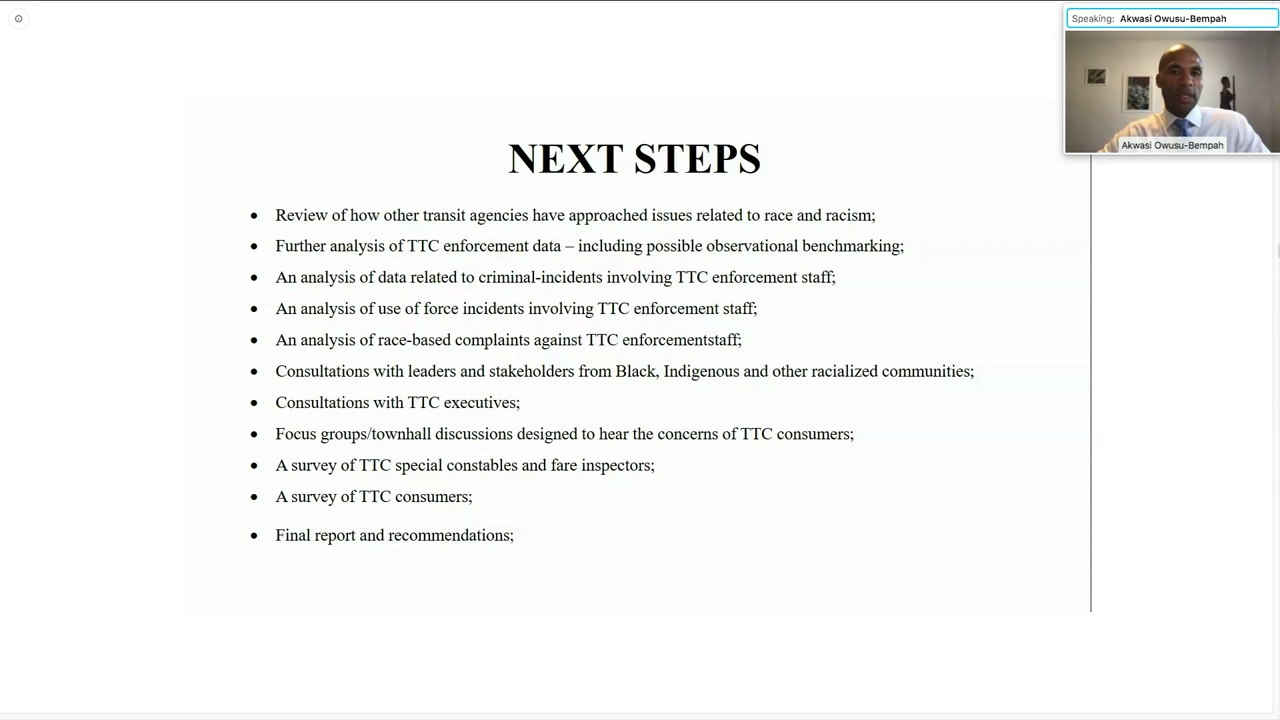 Speaking: Akwasi Owusu-Bempah
Akwasi Owusu-Bempah
NEXT STEPS
• Review of how other transit agencies have approached issues related to race and racism;
• Further analysis of TTC enforcement data – including possible observational benchmarking;
• An analysis of data related to criminal-incidents involving TTC enforcement staff;
• An analysis of use of force incidents involving TTC enforcement staff;
• An analysis of race-based complaints against TTC enforcementstaff;
• Consultations with leaders and stakeholders from Black, Indigenous and other racialized communities;
• Consultations with TTC executives;
• Focus groups/townhall discussions designed to hear the concerns of TTC consumers;
• A survey of TTC special constables and fare inspectors;
• A survey of TTC consumers;
• Final report and recommendations;